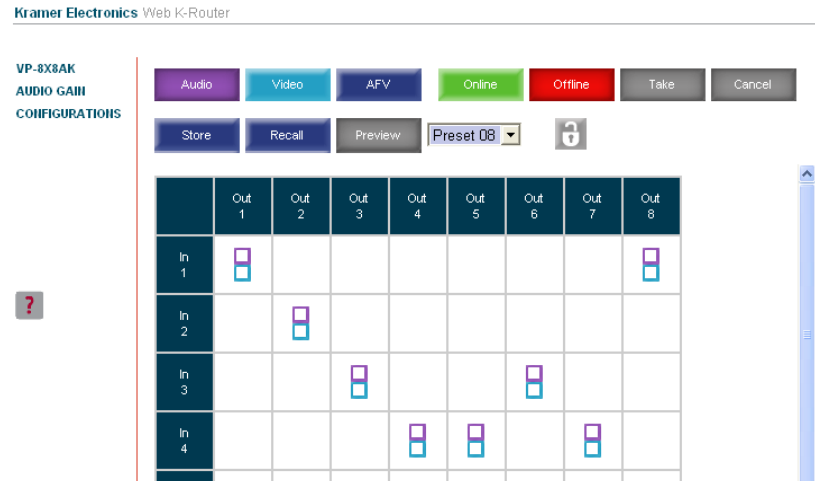 Kramer Electronics Web K-Router
VP-8X8AK
AUDIO GAIN
CONFIGURATIONS
Audio Video AFV Online Offline Take Cancel
Store Recall Preview Preset 08
Out 1 Out 2 Out 3 Out 4 Out 5 Out 6 Out 7 Out 8
In 1
In 2
?
In 3
In 4